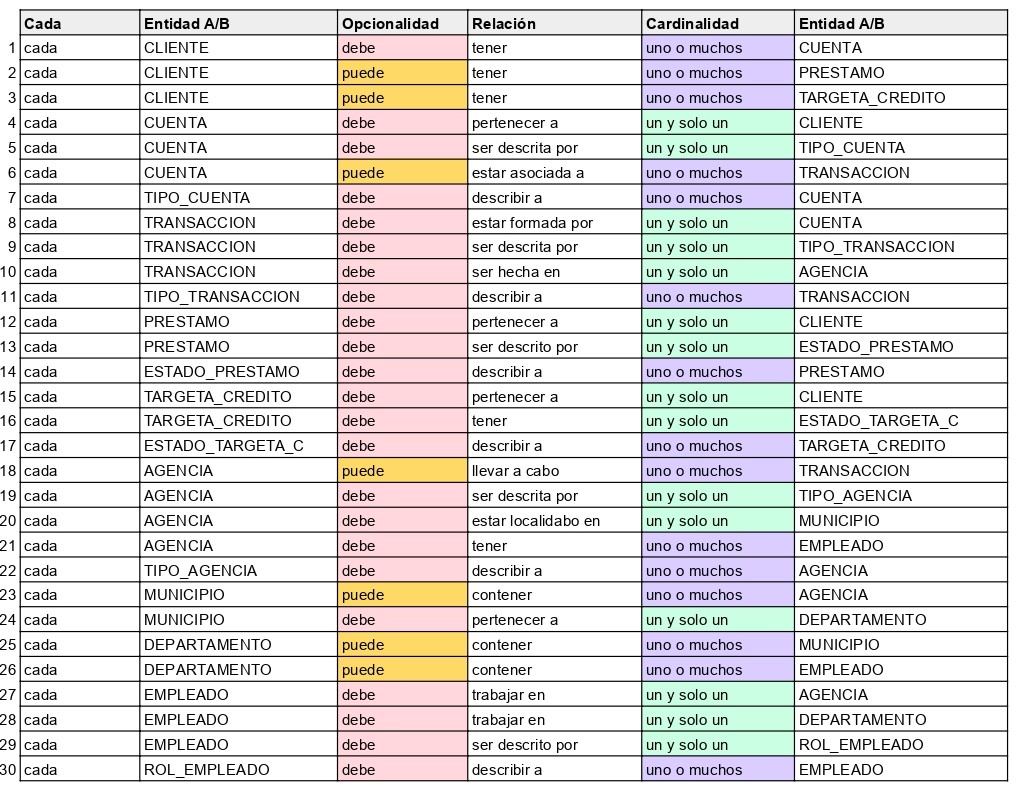 Cada Entidad A/B Opcionalidad Relación Cardinalidad Entidad A/B
1 cada CLIENTE debe tener uno o muchos CUENTA
2 cada CLIENTE puede tener uno o muchos PRESTAMO
3 cada CLIENTE puede tener uno o muchos TARGETA_CREDITO
4 cada CUENTA debe pertenecer a un y solo un CLIENTE
5 cada CUENTA debe ser descrita por un y solo un TIPO_CUENTA
6 cada CUENTA puede estar asociada a uno o muchos TRANSACCION
7 cada TIPO_CUENTA debe describir a uno o muchos CUENTA
8 cada TRANSACCION debe estar formada por un y solo un CUENTA
9 cada TRANSACCION debe ser descrita por un y solo un TIPO_TRANSACCION
10 cada TRANSACCION debe ser hecha en un y solo un AGENCIA
11 cada TIPO_TRANSACCION debe describir a uno o muchos TRANSACCION
12 cada PRESTAMO debe pertenecer a un y solo un CLIENTE
13 cada PRESTAMO debe ser descrito por un y solo un ESTADO_PRESTAMO
14 cada ESTADO_PRESTAMO debe describir a uno o muchos PRESTAMO
15 cada TARGETA_CREDITO debe pertenecer a un y solo un CLIENTE
16 cada TARGETA_CREDITO debe tener un y solo un ESTADO_TARGETA_C
17 cada ESTADO_TARGETA_C debe describir a uno o muchos TARGETA_CREDITO
18 cada AGENCIA puede llevar a cabo uno o muchos TRANSACCION
19 cada AGENCIA debe ser descrita por un y solo un TIPO_AGENCIA
20 cada AGENCIA debe estar localidabo en un y solo un MUNICIPIO
21 cada AGENCIA debe tener uno o muchos EMPLEADO
22 cada TIPO_AGENCIA debe describir a uno o muchos AGENCIA
23 cada MUNICIPIO puede contener uno o muchos AGENCIA
24 cada MUNICIPIO debe pertenecer a un y solo un DEPARTAMENTO
25 cada DEPARTAMENTO puede contener uno o muchos MUNICIPIO
26 cada DEPARTAMENTO puede contener uno o muchos EMPLEADO
27 cada EMPLEADO debe trabajar en un y solo un AGENCIA
28 cada EMPLEADO debe trabajar en un y solo un DEPARTAMENTO
29 cada EMPLEADO debe ser descrito por un y solo un ROL_EMPLEADO
30 cada ROL_EMPLEADO debe describir a uno o muchos EMPLEADO